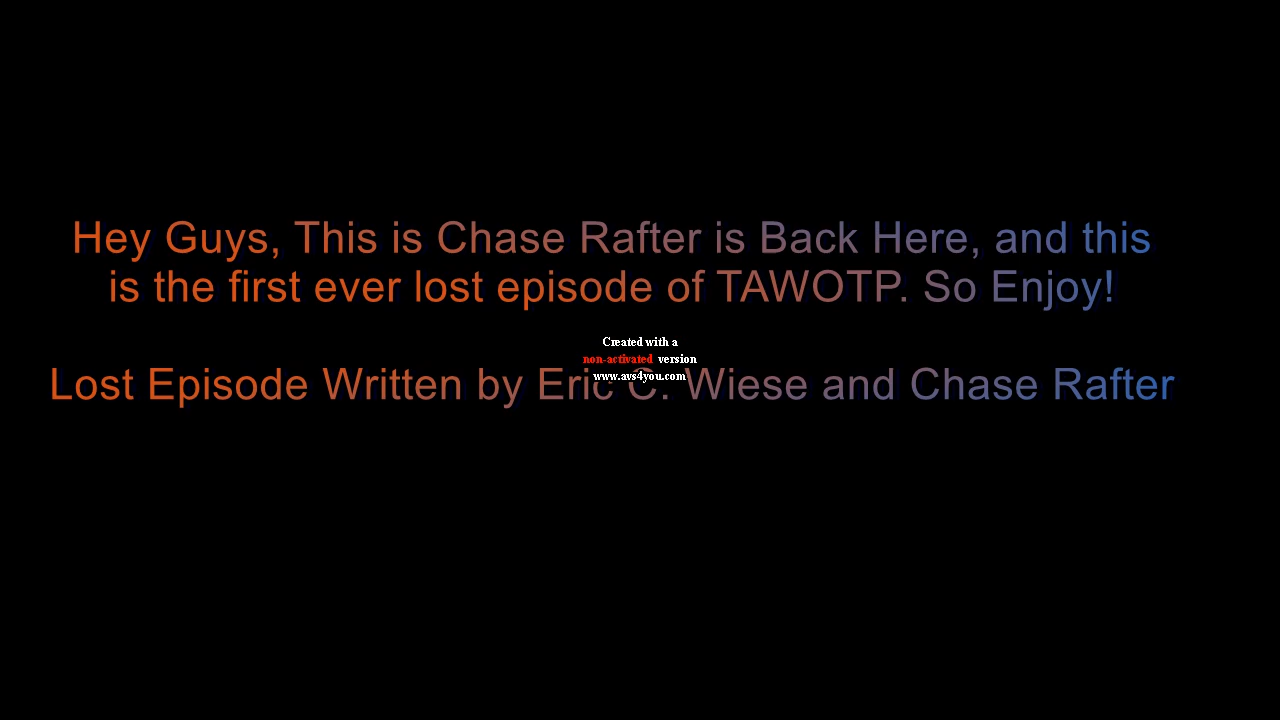 Hey Guys, This is Chase Rafter is Back Here, and this
is the first ever lost episode of TAWOTP. So Enjoy!
Created with a
non-activated version
www.avs4you.com
Lost Episode Written by Eric C. Wiese and Chase Rafter